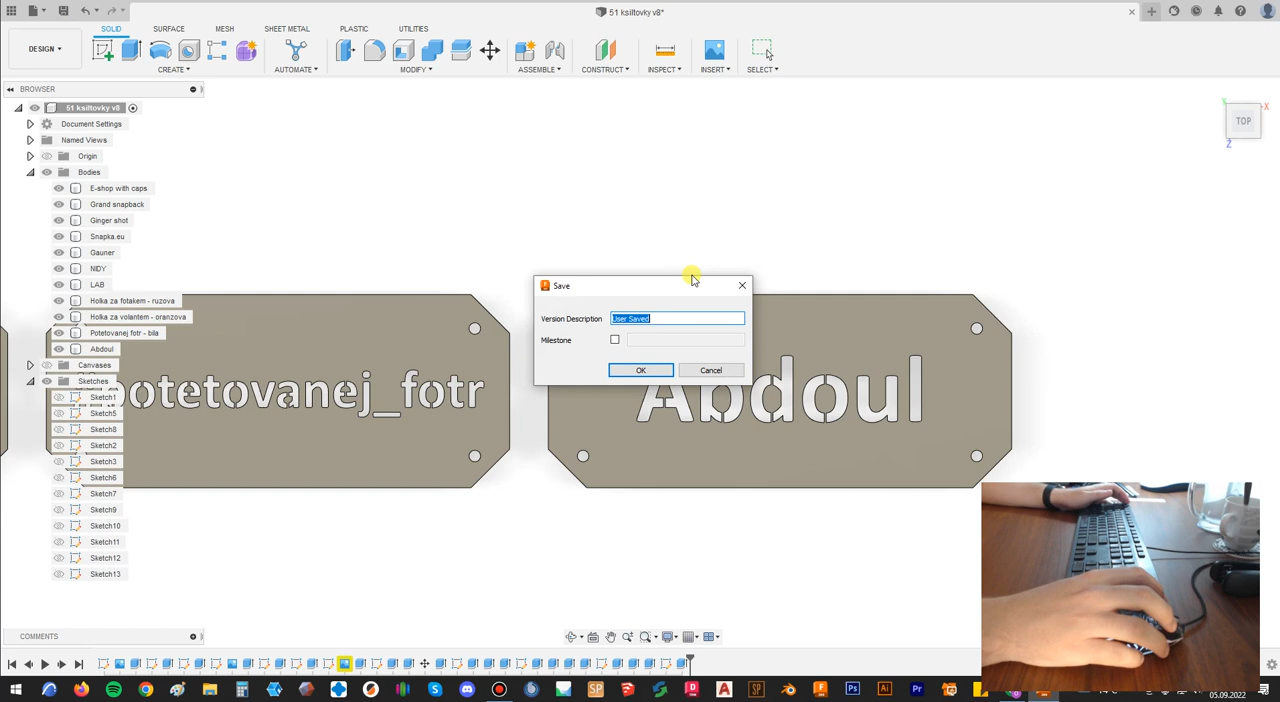 51 ksiltovky v8*
SOLID
SURFACE
MESH
SHEET METAL
PLASTIC
UTILITIES
DESIGN
CREATE
AUTOMATE
MODIFY
ASSEMBLE
CONSTRUCT
INSPECT
INSERT
SELECT
BROWSER
51 ksiltovky v8
Document Settings
Named Views
Origin
Bodies
E-shop with caps
Grand snapback
Ginger shot
Snapka.eu
Gauner
NIDY
LAB
Holka za fotakem - ruzova
Holka za volantem - oranzova
Potetovanej fotr - bila
Abdoul
Canvases
Sketches
Sketch1
Sketch5
Sketch8
Sketch2
Sketch3
Sketch6
Sketch7
Sketch9
Sketch10
Sketch11
Sketch12
Sketch13
TOP
X
Z
Save
Version Description
User Saved
Milestone
OK
Cancel
potetovanej_fotr
Abdoul
COMMENTS
05.09.2022